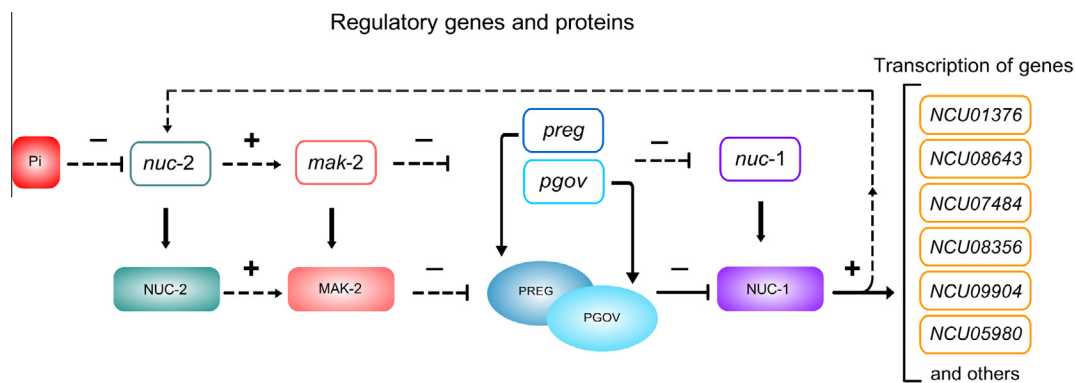 Regulatory genes and proteins
Transcription of genes
Pi
−
nuc-2
+
mak-2
−
preg
pgov
−
nuc-1
NUC-2
+
MAK-2
−
PREG
PGOV
−
NUC-1
+
NCU01376
NCU08643
NCU07484
NCU08356
NCU09904
NCU05980
and others